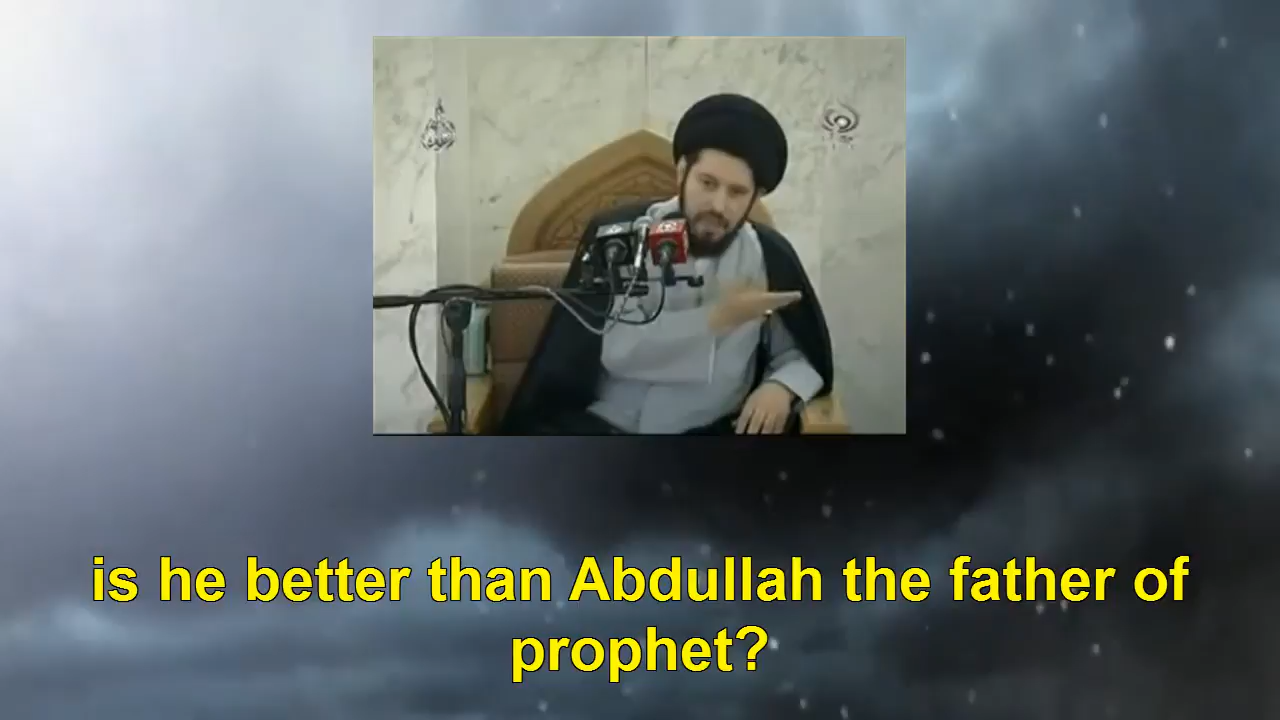 is he better than Abdullah the father of
prophet?